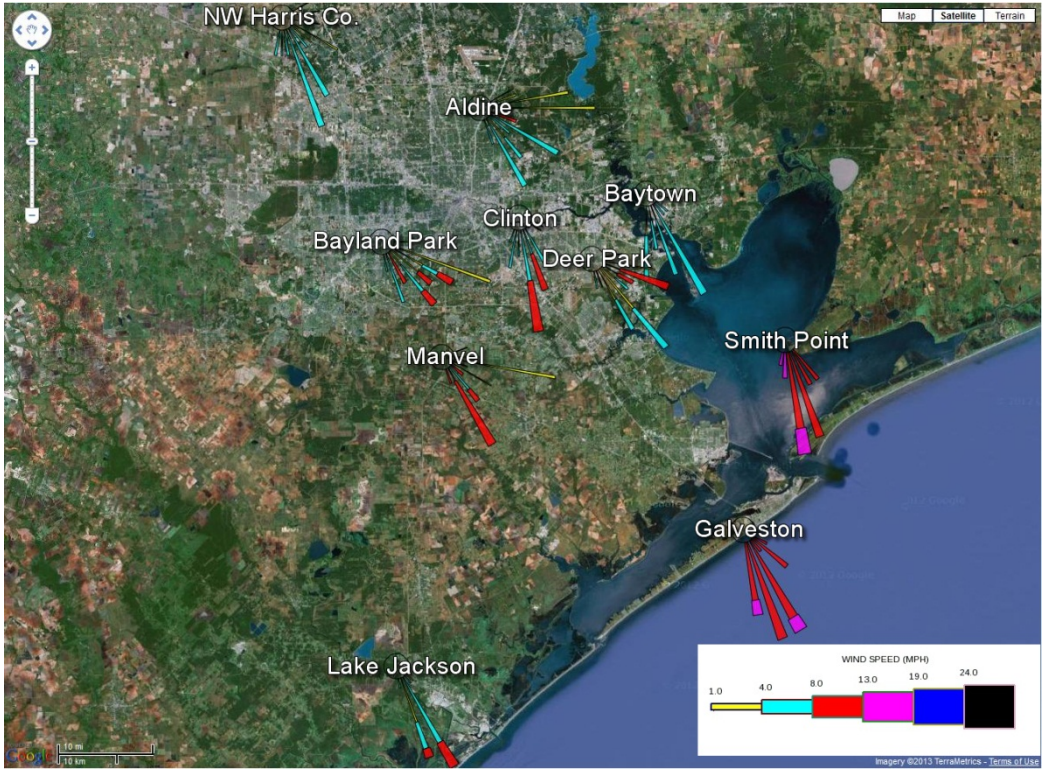 NW Harris Co.
Map
Satellite
Terrain
Aldine
Baytown
Clinton
Bayland Park
Deer Park
Smith Point
Manvel
Galveston
Lake Jackson
WIND SPEED (MPH)
1.0 4.0 8.0 13.0 19.0 24.0
10 mi
10 km
Google
Imagery ©2013 TerraMetrics - Terms of Use